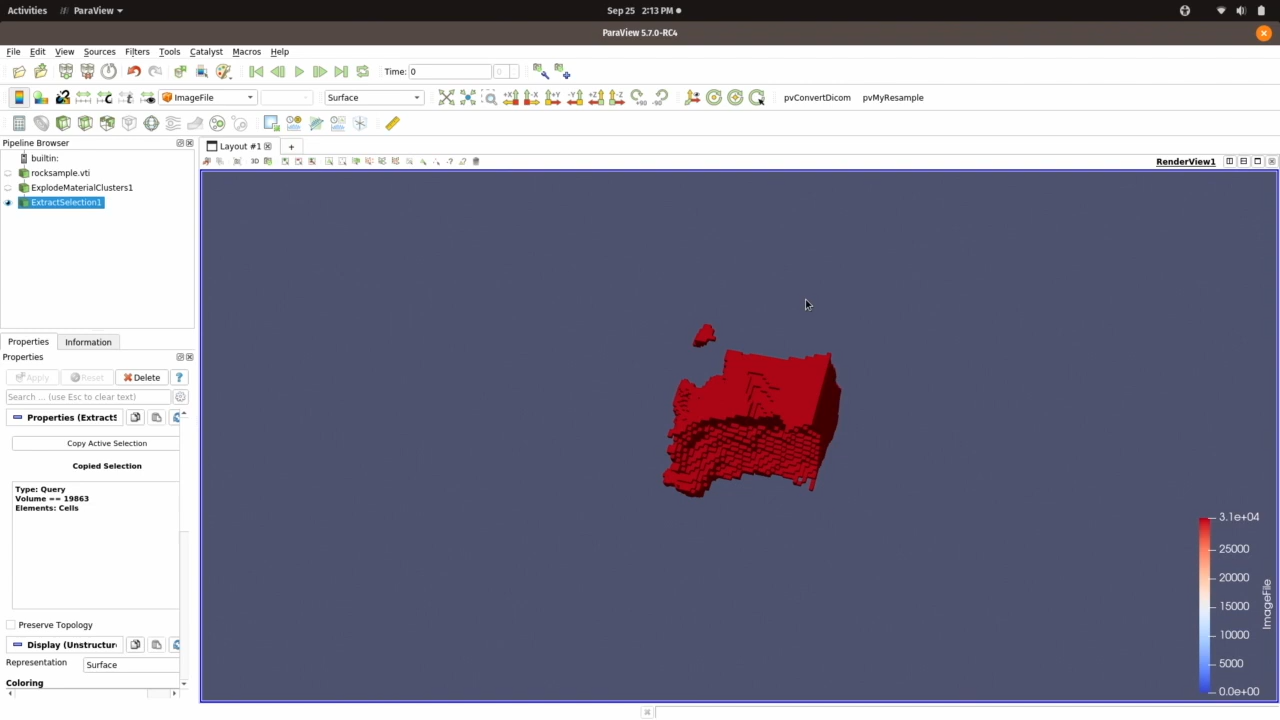 Activities ParaView Sep 25 2:13 PM
ParaView 5.7.0-RC4
File Edit View Sources Filters Tools Catalyst Macros Help
Time: 0 0
ImageFile Surface +X -X +Y -Y +Z -Z +90 -90 pvConvertDicom pvMyResample
Pipeline Browser
Layout #1 +
builtin:
3D RenderView1
rocksample.vti
ExplodeMaterialClusters1
ExtractSelection1
Properties Information
Properties
Apply Reset Delete ?
Search ... (use Esc to clear text)
Properties (ExtractS
Copy Active Selection
Copied Selection
Type: Query
Volume == 19863
Elements: Cells
Preserve Topology
Display (Unstructur
Representation Surface
Coloring
3.1e+04
25000
20000
15000
10000
5000
0.0e+00
ImageFile